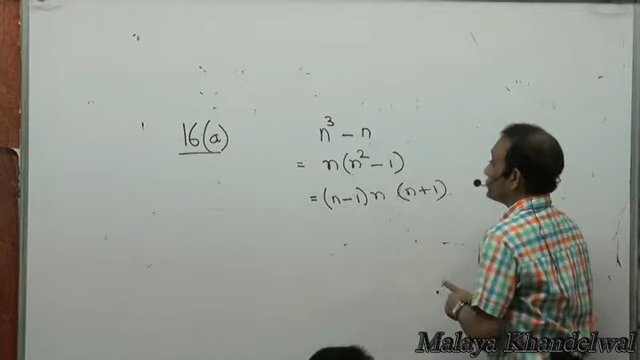 16(a)
n³ - n
= n(n² - 1)
= (n-1) n (n+1)
Malaya Khandelwal